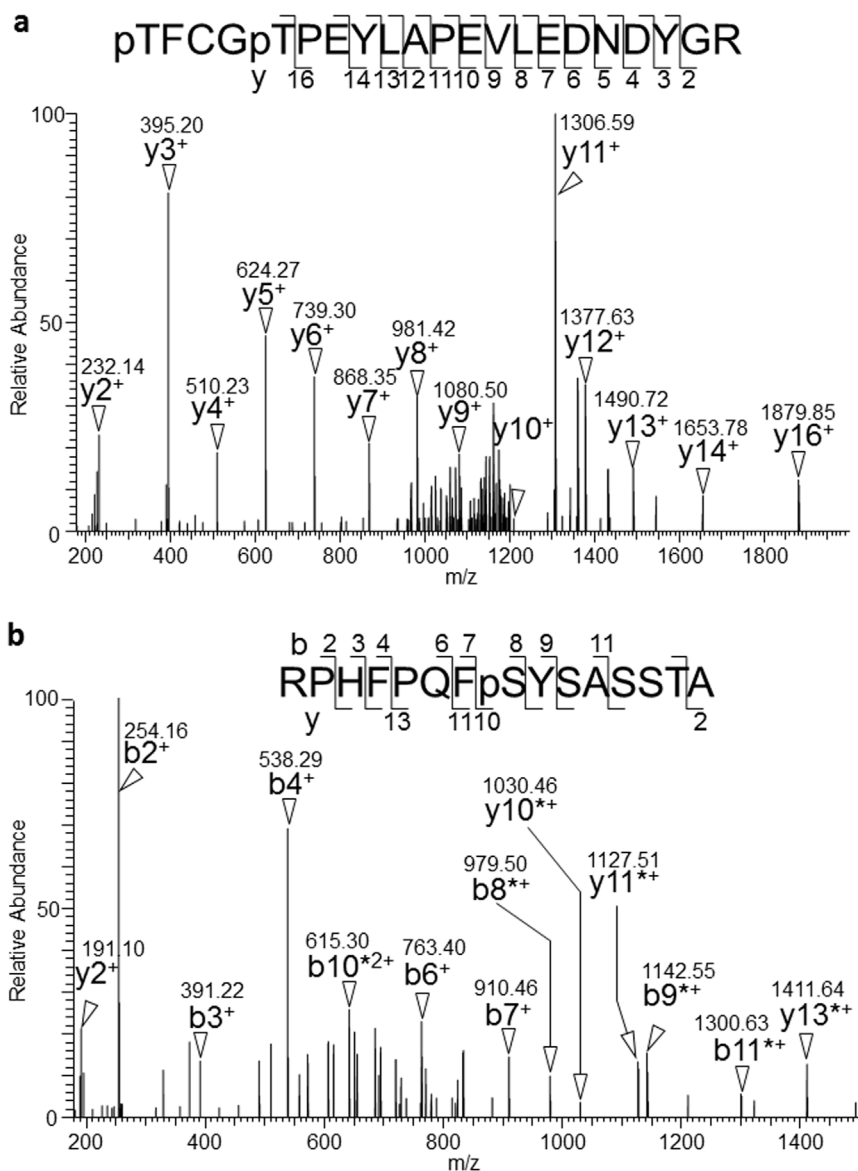 a
pTFCGpTPEYLAPEVLEDNDYGR
y 16 14 13 12 11 10 9 8 7 6 5 4 3 2
100
50
0
Relative Abundance
232.14
y2+
395.20
y3+
510.23
y4+
624.27
y5+
739.30
y6+
868.35
y7+
981.42
y8+
1080.50
y9+
y10+
1306.59
y11+
1377.63
y12+
1490.72
y13+
1653.78
y14+
1879.85
y16+
200 400 600 800 1000 1200 1400 1600 1800
m/z
b
b 2 3 4 6 7 8 9 11
RPHFPQFpSYSASSTA
y 13 11 10 2
100
50
0
Relative Abundance
191.10
y2+
254.16
b2+
391.22
b3+
538.29
b4+
615.30
b10*2+
763.40
b6+
910.46
b7+
979.50
b8*+
1030.46
y10*+
1127.51
y11*+
1142.55
b9*+
1300.63
b11*+
1411.64
y13*+
200 400 600 800 1000 1200 1400
m/z